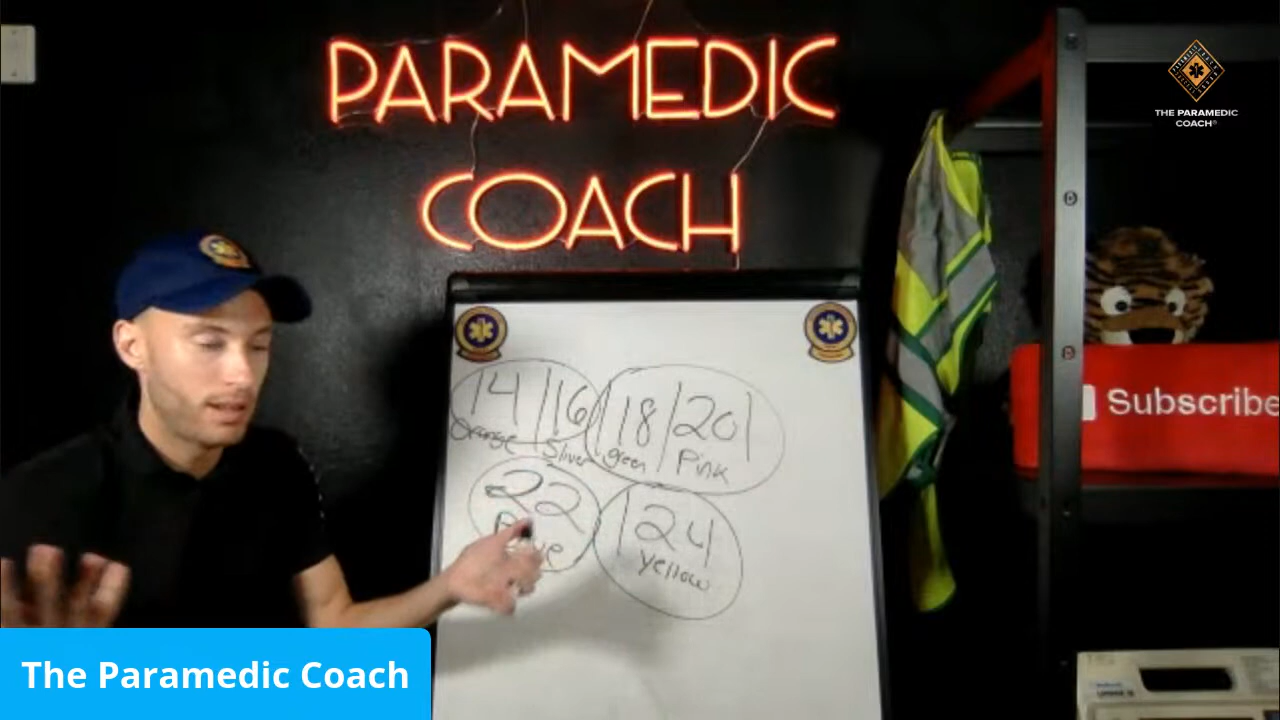 PARAMEDIC
COACH
THE PARAMEDIC
COACH®
14 | 16 | 18 | 20 |
Orange Sliver green Pink
22 | 24 |
yellow
Subscribe
The Paramedic Coach